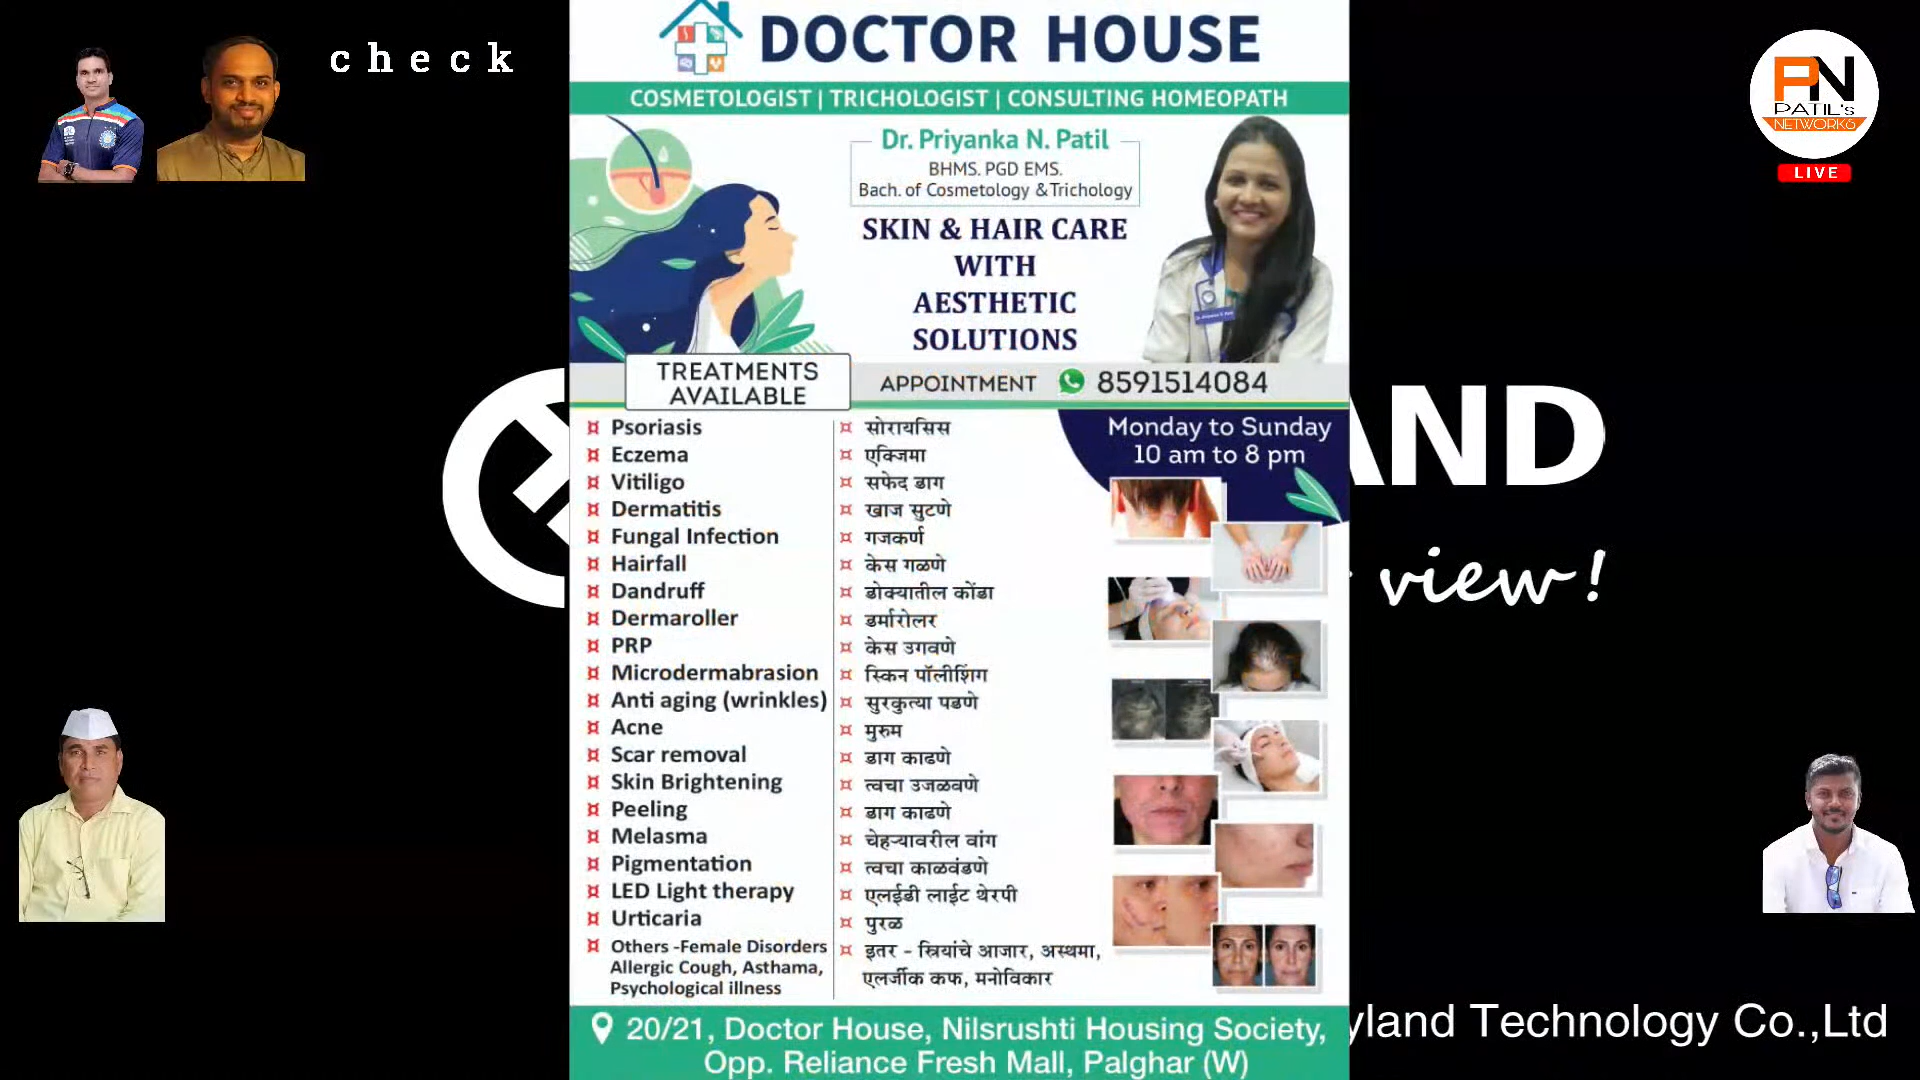 check
DOCTOR HOUSE
COSMETOLOGIST | TRICHOLOGIST | CONSULTING HOMEOPATH
Dr. Priyanka N. Patil
BHMS. PGD EMS.
Bach. of Cosmetology & Trichology
SKIN & HAIR CARE
WITH
AESTHETIC
SOLUTIONS
TREATMENTS
AVAILABLE
APPOINTMENT 8591514084
Monday to Sunday
10 am to 8 pm
Psoriasis
Eczema
Vitiligo
Dermatitis
Fungal Infection
Hairfall
Dandruff
Dermaroller
PRP
Microdermabrasion
Anti aging (wrinkles)
Acne
Scar removal
Skin Brightening
Peeling
Melasma
Pigmentation
LED Light therapy
Urticaria
Others -Female Disorders
Allergic Cough, Asthma,
Psychological illness
सोरायसिस
एक्जिमा
सफेद डाग
खाज सुटणे
गजकर्ण
केस गळणे
डोक्यातील कोंडा
डर्मारोलर
केस उगवणे
स्किन पॉलीशिंग
सुरकुत्या पडणे
मुरुम
डाग काढणे
त्वचा उजळवणे
डाग काढणे
चेहऱ्यावरील वांग
त्वचा काळवंडणे
एलईडी लाईट थेरपी
पुरळ
इतर - स्त्रियांचे आजार, अस्थमा,
एलर्जीक कफ, मनोविकार
20/21, Doctor House, Nilsrushti Housing Society,
Opp. Reliance Fresh Mall, Palghar (W)
PN
PATIL's
NETWORKS
LIVE
AND
view!
yland Technology Co.,Ltd